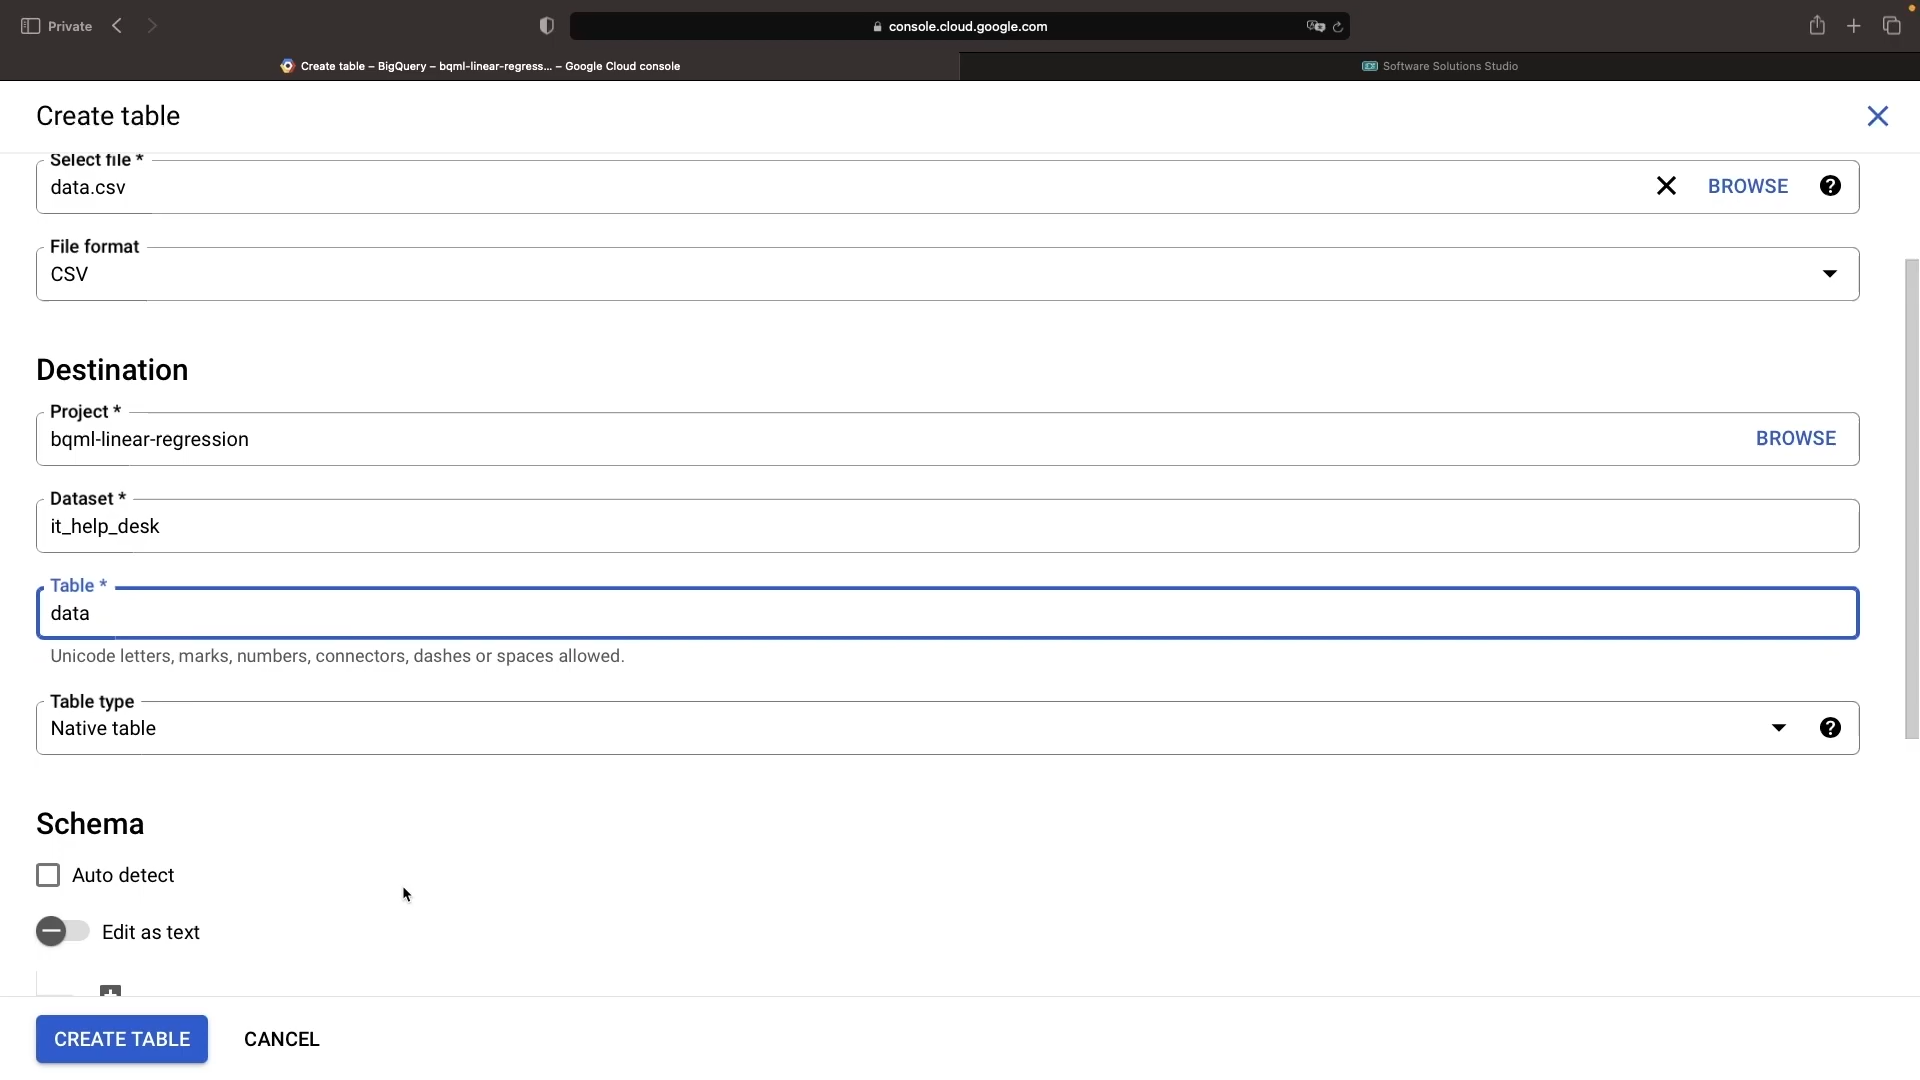 Private
console.cloud.google.com
Create table – BigQuery – bqml-linear-regress... – Google Cloud console
Software Solutions Studio
Create table
Select file *
data.csv
BROWSE
File format
CSV
Destination
Project *
bqml-linear-regression
BROWSE
Dataset *
it_help_desk
Table *
data
Unicode letters, marks, numbers, connectors, dashes or spaces allowed.
Table type
Native table
Schema
Auto detect
Edit as text
CREATE TABLE
CANCEL